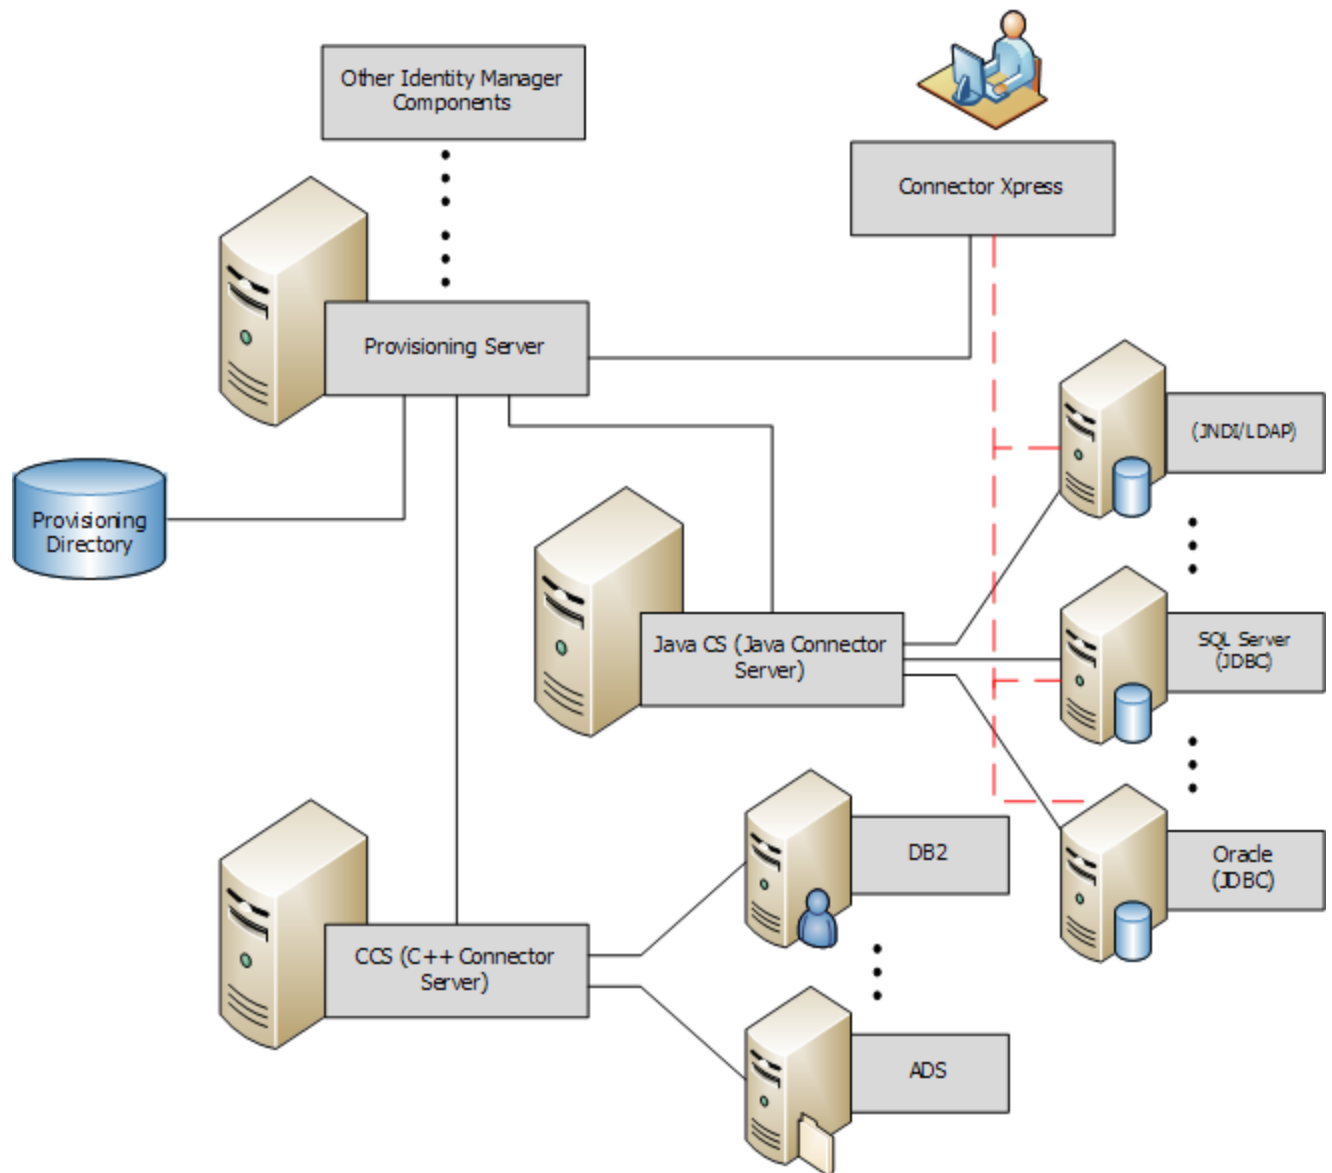 Other Identity Manager
Components
Connector Xpress
Provisioning Server
(JNDI/LDAP)
Provisioning
Directory
Java CS (Java Connector
Server)
SQL Server
(JDBC)
DB2
Oracle
(JDBC)
CCS (C++ Connector
Server)
ADS